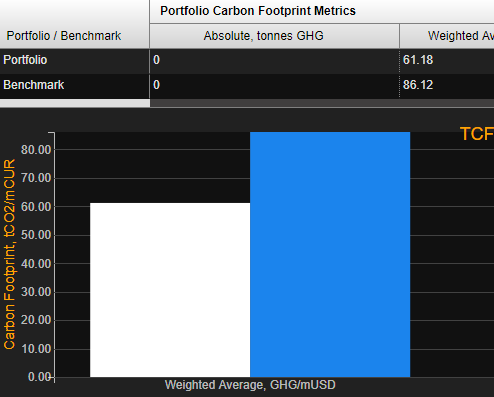 Portfolio Carbon Footprint Metrics
Portfolio / Benchmark Absolute, tonnes GHG Weighted Av
Portfolio 0 61.18
Benchmark 0 86.12
TCF
Carbon Footprint, tCO2/mCUR
80.00
70.00
60.00
50.00
40.00
30.00
20.00
10.00
0.00
Weighted Average, GHG/mUSD